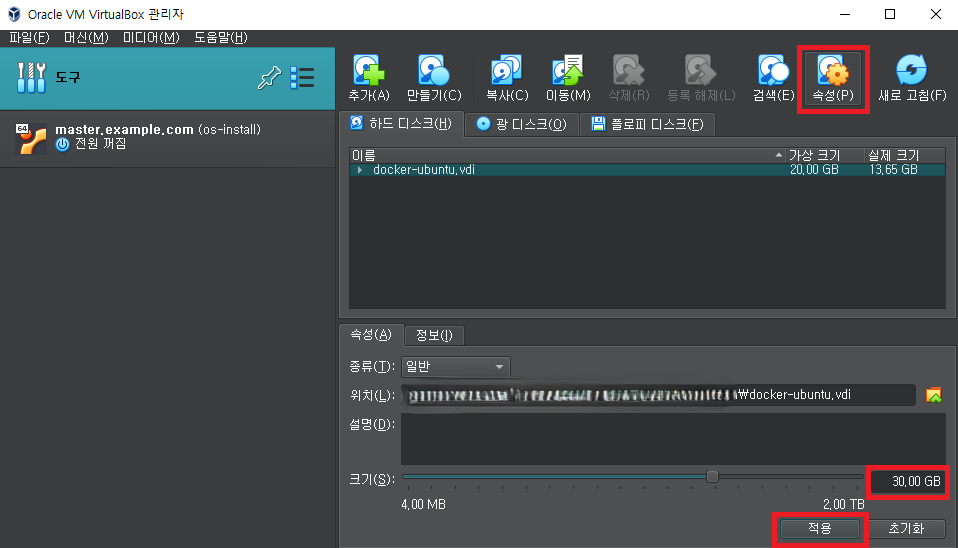 Oracle VM VirtualBox 관리자
파일(F) 머신(M) 미디어(M) 도움말(H)
도구
추가(A) 만들기(C) 복사(C) 이동(M) 삭제(R) 등록 해제(L) 검색(E) 속성(P) 새로 고침(F)
64 master.example.com (os-install)
전원 꺼짐
하드 디스크(H) 광 디스크(O) 플로피 디스크(F)
이름 가상 크기 실제 크기
docker-ubuntu.vdi 20,00 GB 13,65 GB
속성(A) 정보(I)
종류(T): 일반
위치(L): ₩docker-ubuntu.vdi
설명(D):
크기(S): 30,00 GB
4,00 MB 2,00 TB
적용 초기화